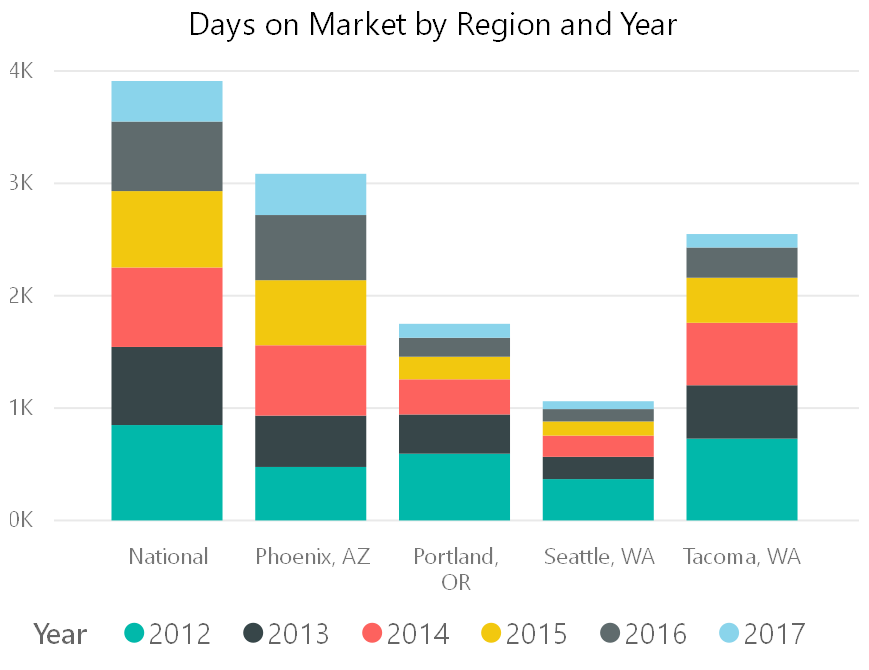 Days on Market by Region and Year
4K
3K
2K
1K
0K
National Phoenix, AZ Portland, OR Seattle, WA Tacoma, WA
Year 2012 2013 2014 2015 2016 2017